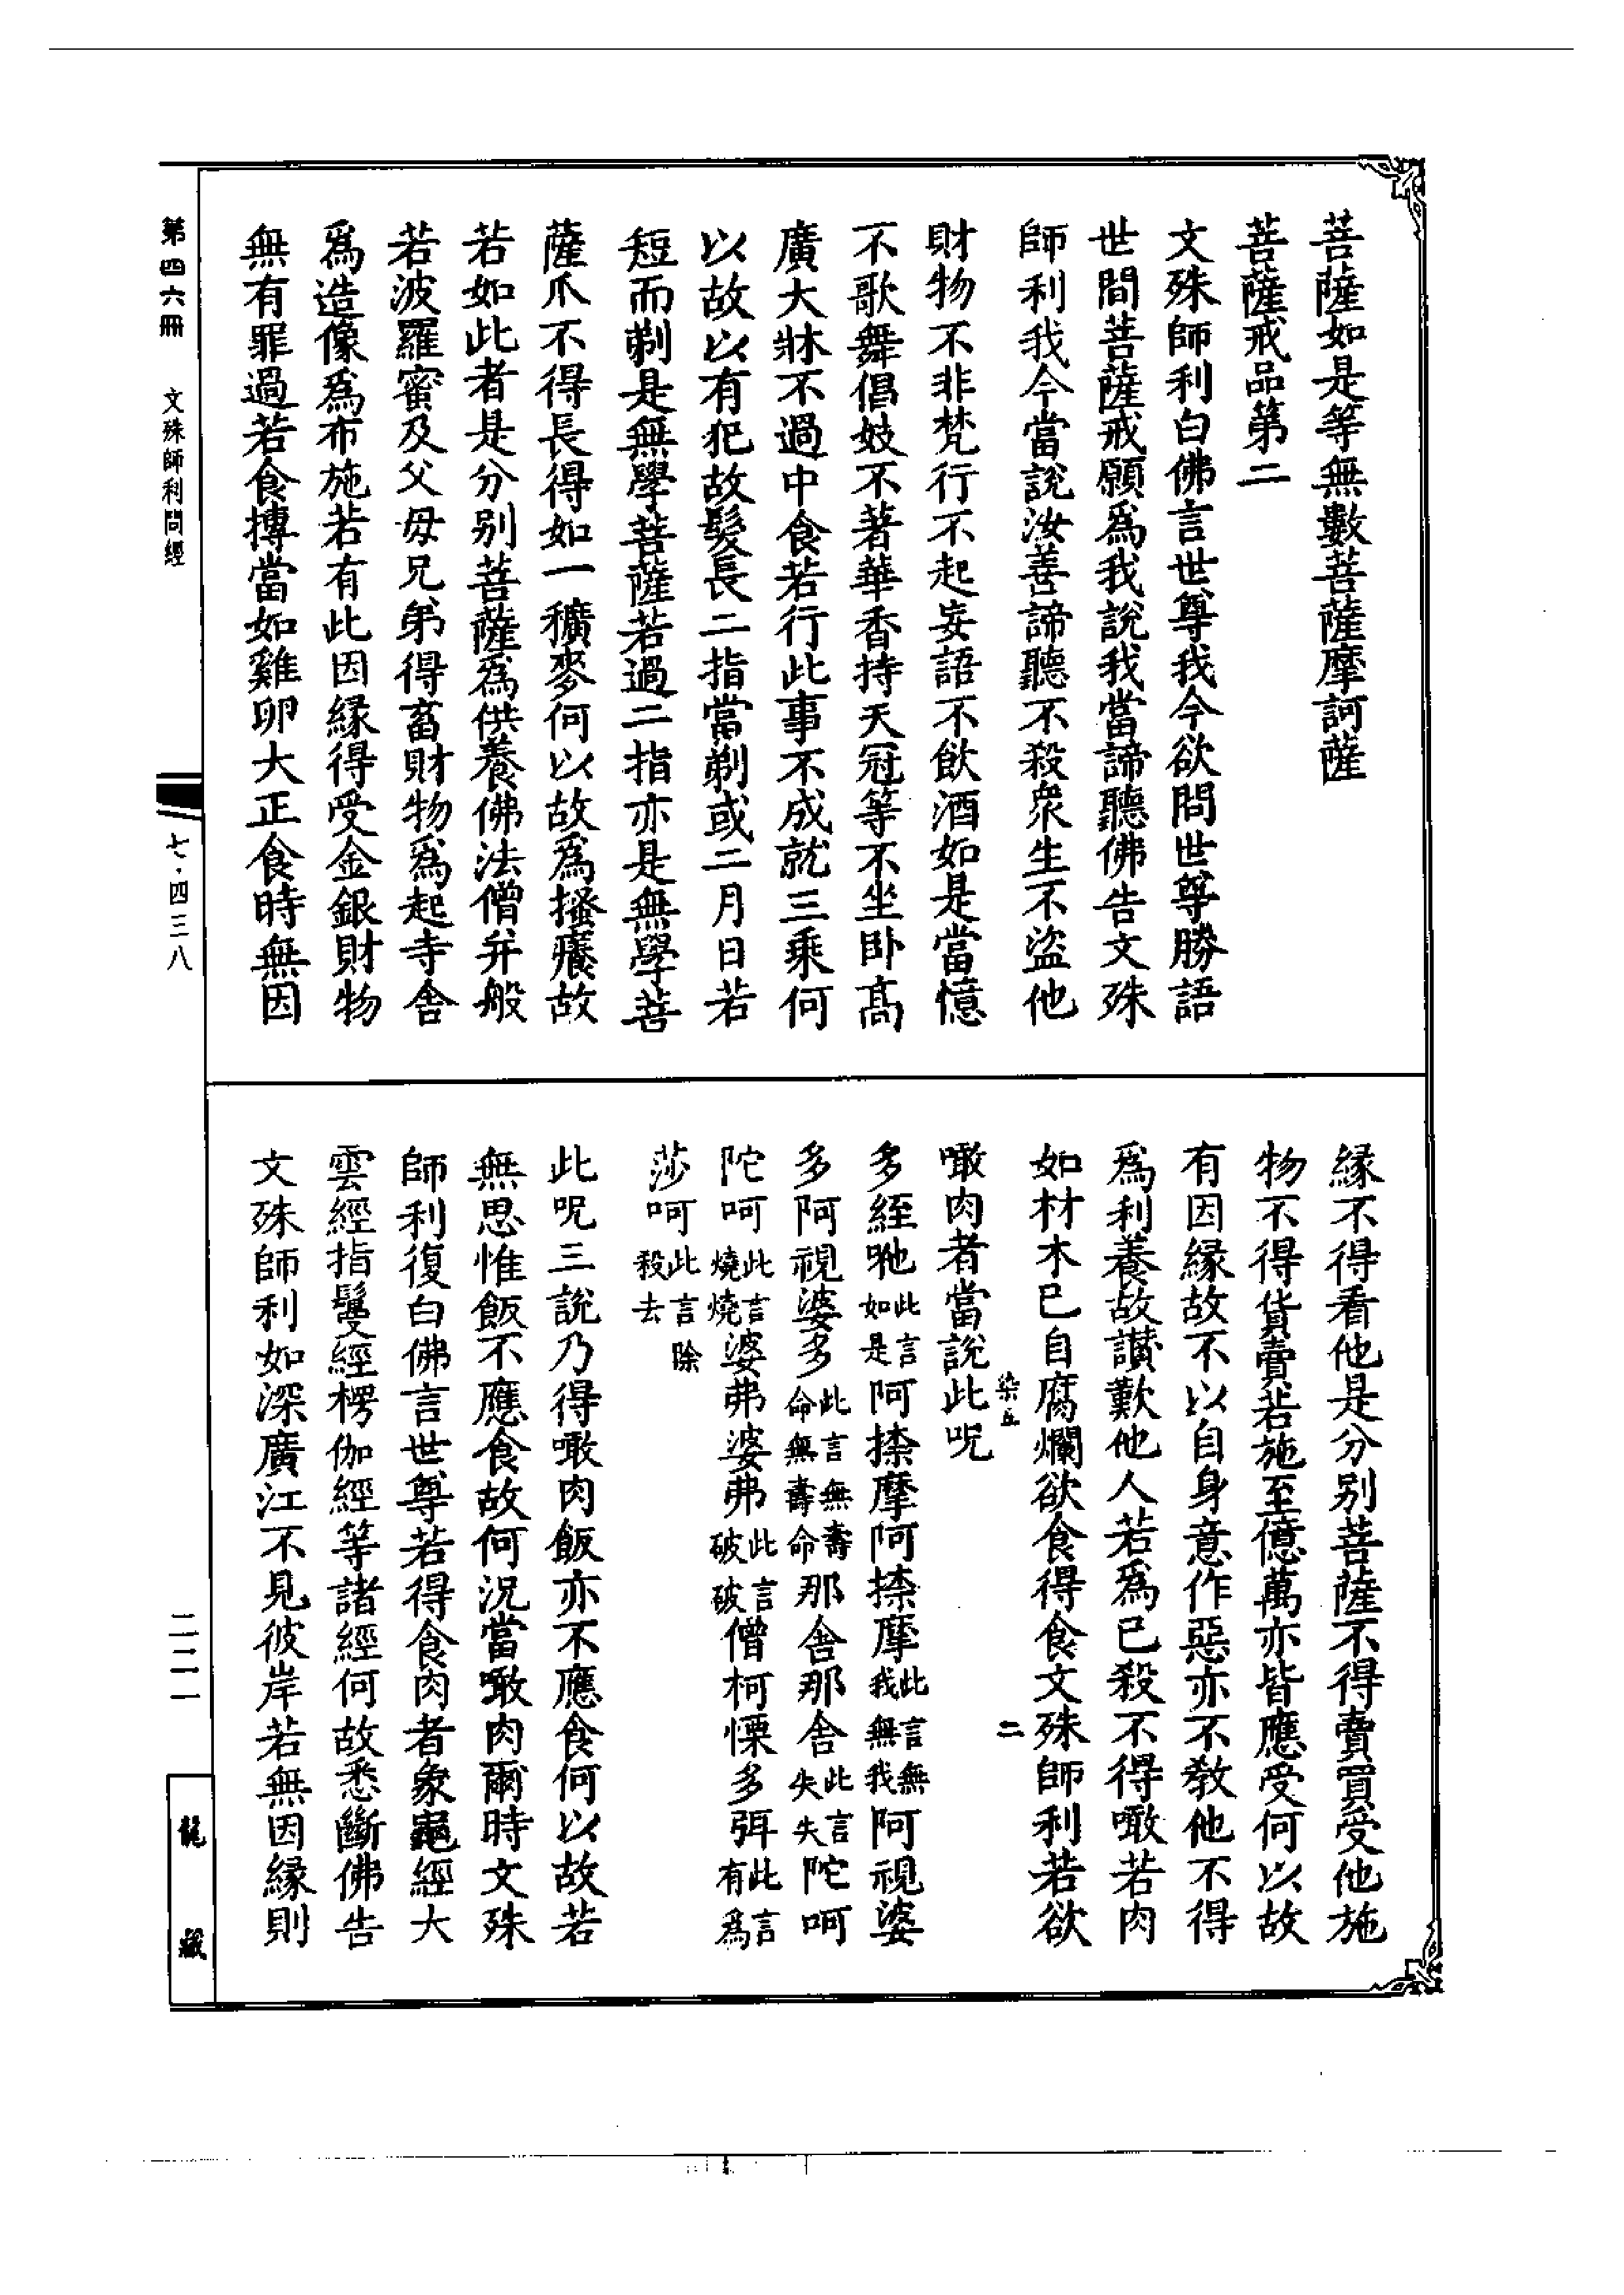 菩薩如是等無數菩薩摩訶薩
菩薩戒品第二
文殊師利白佛言世尊我今欲問世尊勝語
世間菩薩戒願爲我說我當諦聽佛告文殊
師利我今當說汝善諦聽不殺衆生不盜他
財物不非梵行不起妄語不飲酒如是當憶
不歌舞倡妓不著華香持天冠等不坐卧高
廣大牀不過中食若行此事不成就三乘何
以故以有犯故髮長二指當剃或二月日若
短而剃是無學菩薩若過二指亦是無學菩
薩爪不得長得如一穬麥何以故爲搔癢故
若如此者是分別菩薩爲供養佛法僧并般
若波羅蜜及父母兄弟得畜財物爲起寺舍
爲造像爲布施若有此因緣得受金銀財物
無有罪過若食摶當如雞卵大正食時無因
緣不得看他是分別菩薩不得賣買受他施
物不得貨賣若施至億萬亦皆應受何以故
有因緣故不以自身意作惡亦不教他不得
爲利養故讚歎他人若爲已殺不得噉若肉
如材木已自腐爛欲食得食文殊師利若欲
染五 二
噉肉者當說此呪
多經吔此言如是阿捺摩阿捺摩此言無我無我阿視婆
多阿視婆多此言無壽命無壽命那舍那舍此言失失陀呵
陀呵此言燒燒婆弗婆弗此言破破僧柯慄多弭此言有爲
莎呵此言除殺去
此呪三說乃得噉肉飯亦不應食何以故若
無思惟飯不應食故何況當噉肉爾時文殊
師利復白佛言世尊若得食肉者象龜經大
雲經指鬘經楞伽經等諸經何故悉斷佛告
文殊師利如深廣江不見彼岸若無因緣則
第四六冊 文殊師利問經
七·四三八
二二一
龍藏